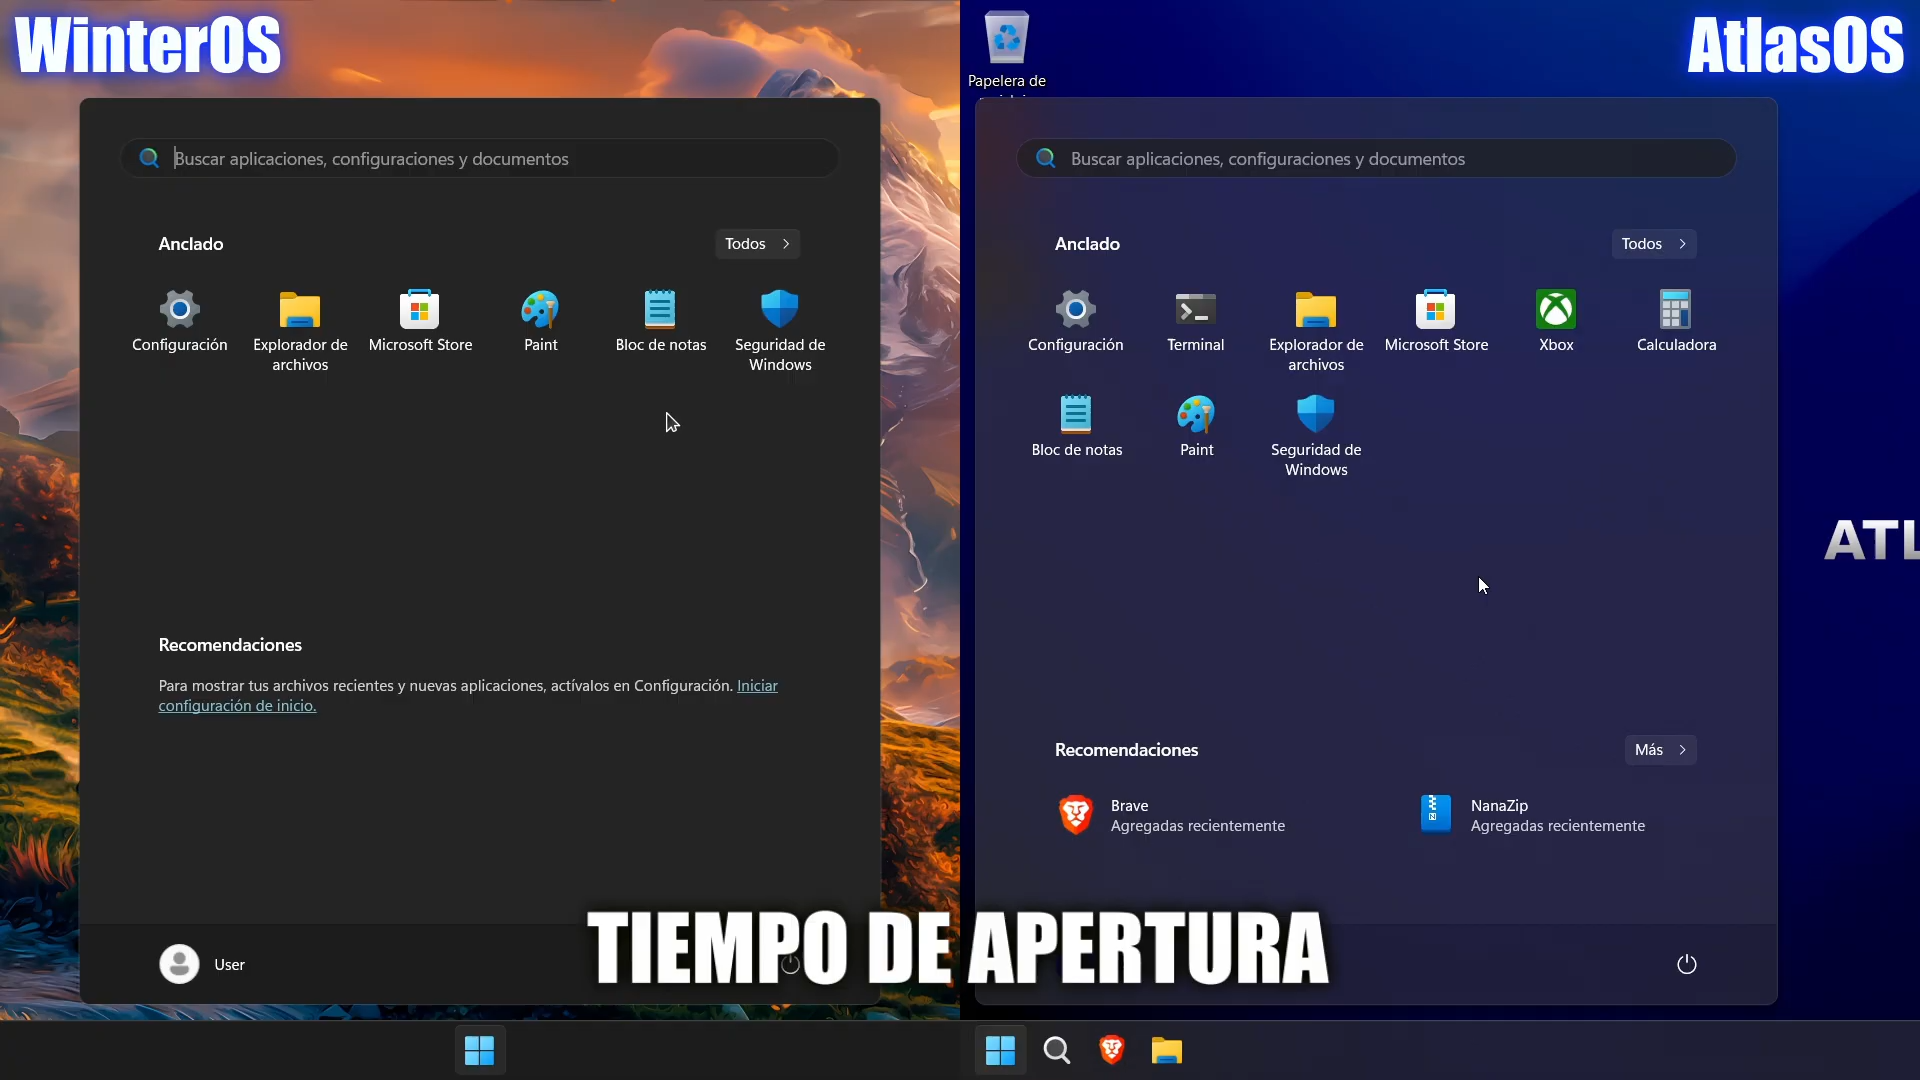 WinterOS
Buscar aplicaciones, configuraciones y documentos
Anclado
Todos
Configuración
Explorador de
archivos
Microsoft Store
Paint
Bloc de notas
Seguridad de
Windows
Recomendaciones
Para mostrar tus archivos recientes y nuevas aplicaciones, actívalos en Configuración. Iniciar
configuración de inicio.
User
AtlasOS
Papelera de
Buscar aplicaciones, configuraciones y documentos
Anclado
Todos
Configuración
Terminal
Explorador de
archivos
Microsoft Store
Xbox
Calculadora
Bloc de notas
Paint
Seguridad de
Windows
ATL
Recomendaciones
Más
Brave
Agregadas recientemente
NanaZip
Agregadas recientemente
TIEMPO DE APERTURA